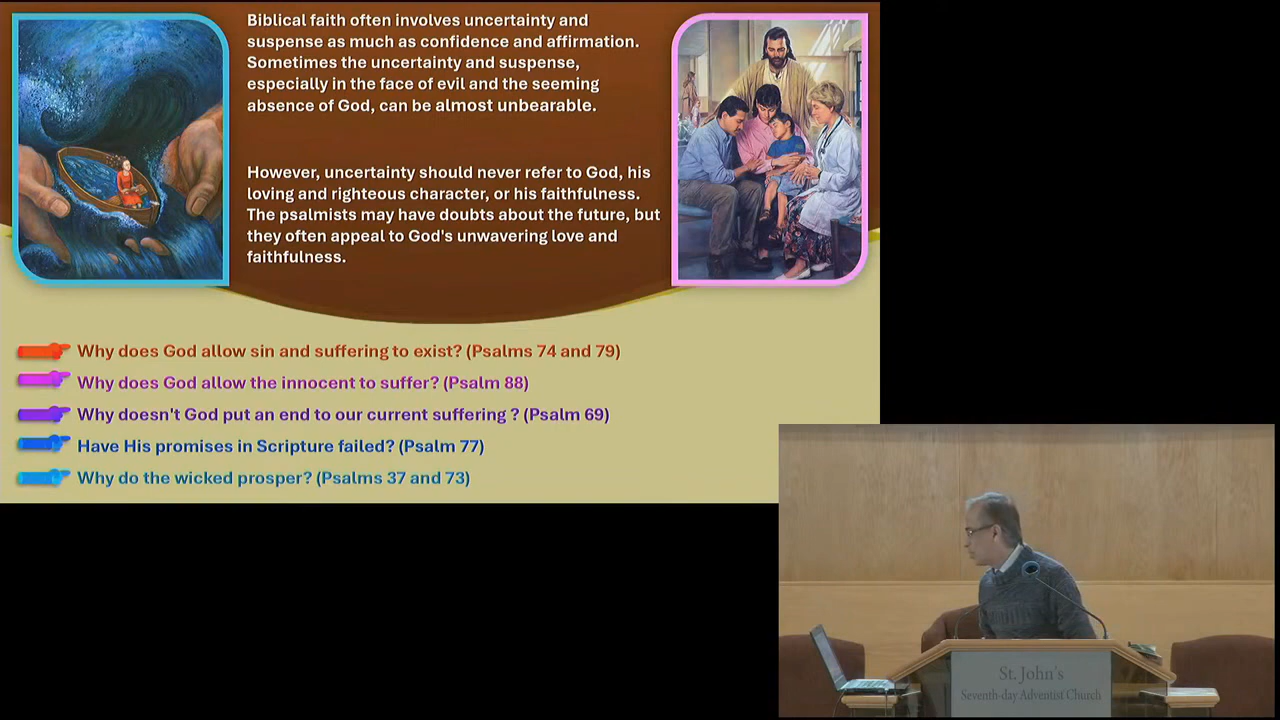 Biblical faith often involves uncertainty and
suspense as much as confidence and affirmation.
Sometimes the uncertainty and suspense,
especially in the face of evil and the seeming
absence of God, can be almost unbearable.
However, uncertainty should never refer to God, his
loving and righteous character, or his faithfulness.
The psalmists may have doubts about the future, but
they often appeal to God's unwavering love and
faithfulness.
Why does God allow sin and suffering to exist? (Psalms 74 and 79)
Why does God allow the innocent to suffer? (Psalm 88)
Why doesn't God put an end to our current suffering ? (Psalm 69)
Have His promises in Scripture failed? (Psalm 77)
Why do the wicked prosper? (Psalms 37 and 73)
St. John's
Seventh-day Adventist Church